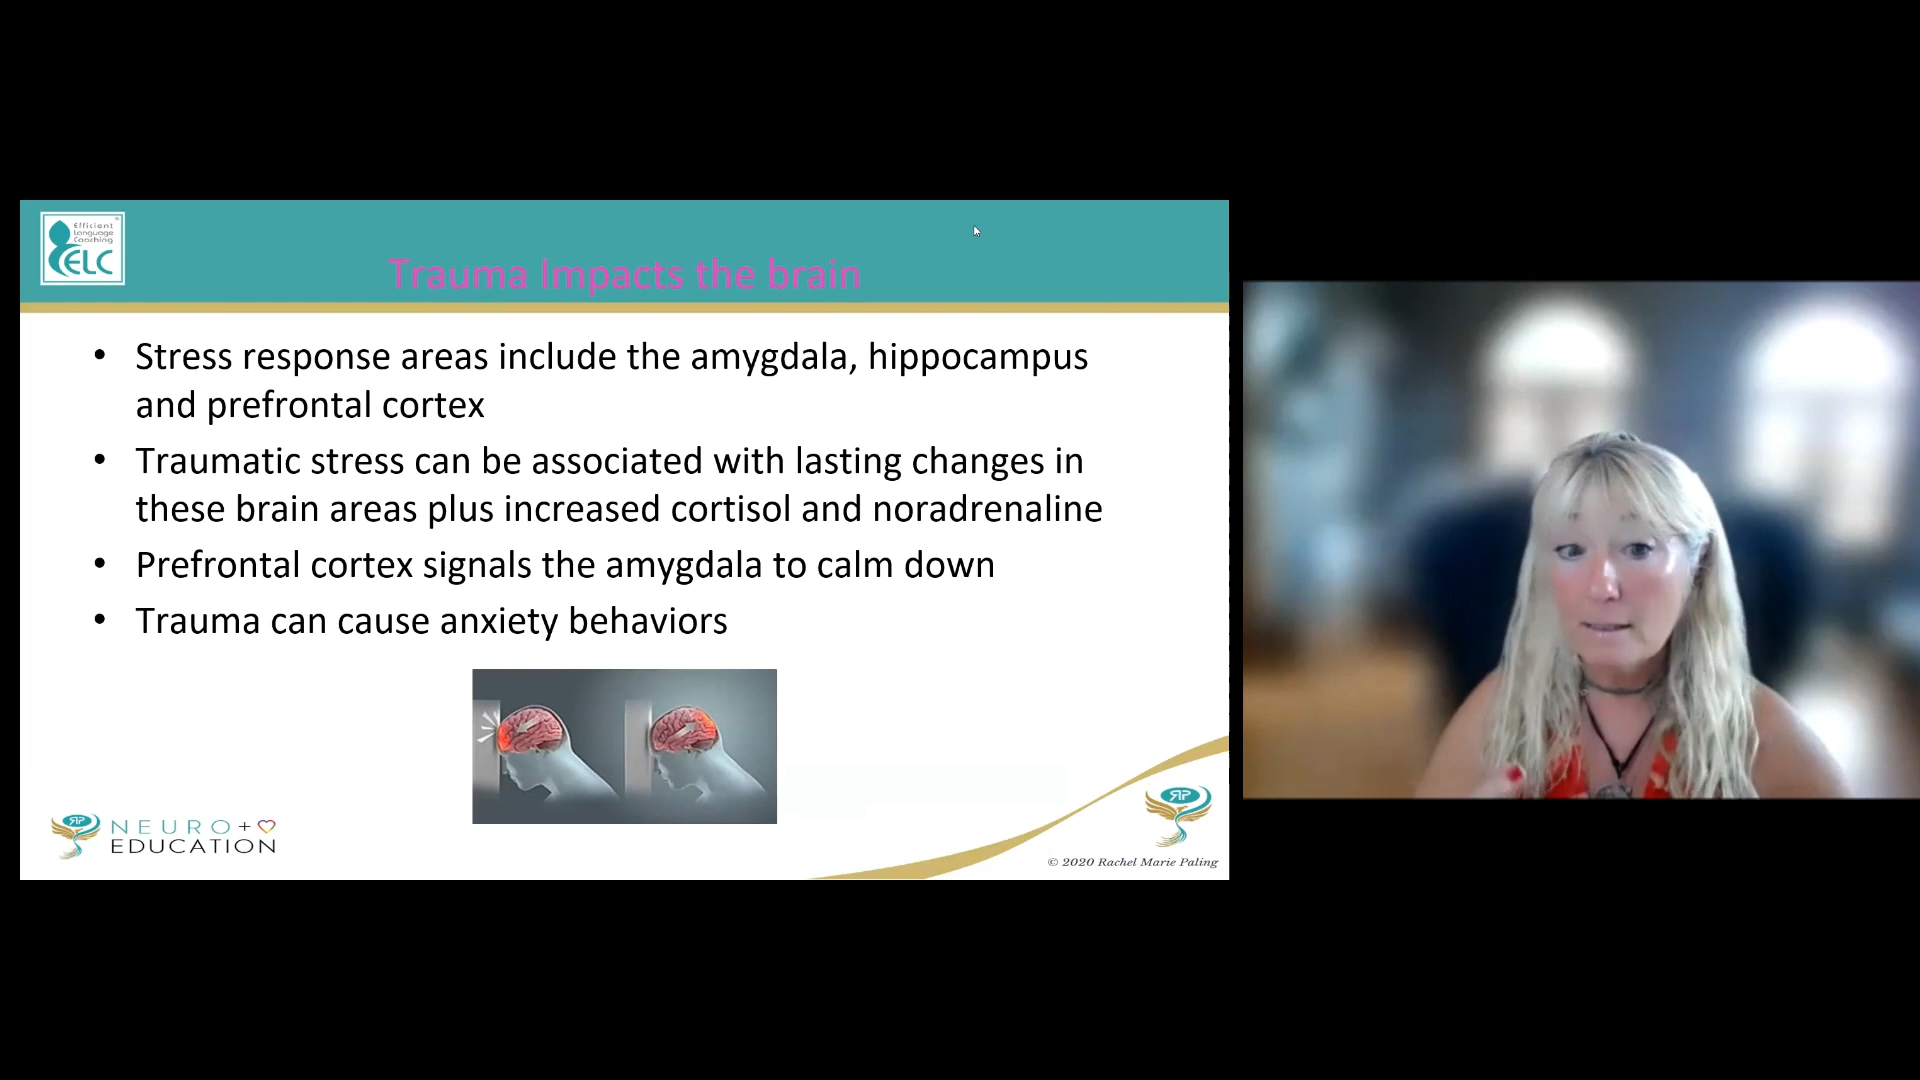 Efficient
Language
Coaching
ELC
Trauma Impacts the brain
• Stress response areas include the amygdala, hippocampus
and prefrontal cortex
• Traumatic stress can be associated with lasting changes in
these brain areas plus increased cortisol and noradrenaline
• Prefrontal cortex signals the amygdala to calm down
• Trauma can cause anxiety behaviors
NEURO+
EDUCATION
© 2020 Rachel Marie Paling